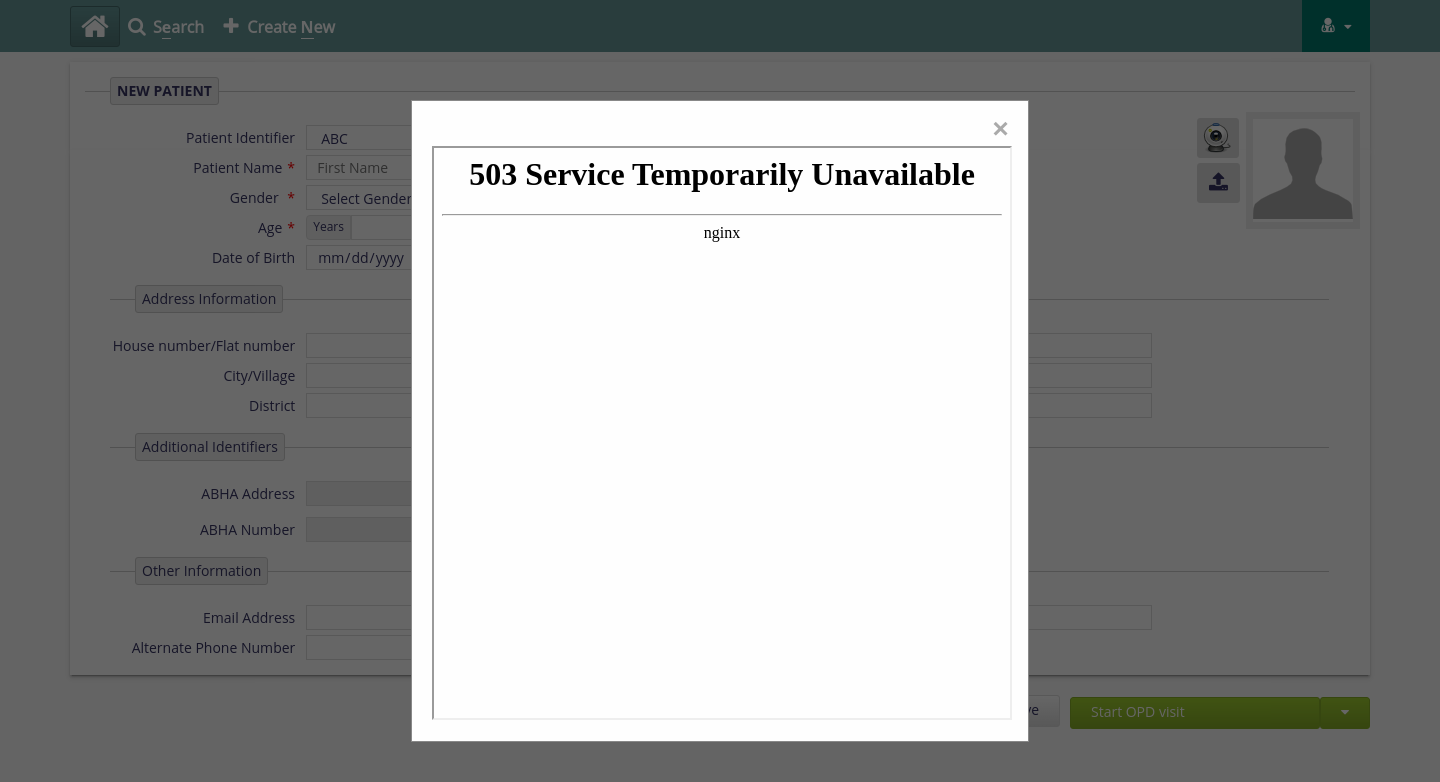 Search
Create New
NEW PATIENT
Patient Identifier ABC
Patient Name * First Name
Gender * Select Gender
Age * Years
Date of Birth mm/dd/yyyy
Address Information
House number/Flat number
City/Village
District
Additional Identifiers
ABHA Address
ABHA Number
Other Information
Email Address
Alternate Phone Number
×
503 Service Temporarily Unavailable
nginx
Start OPD visit